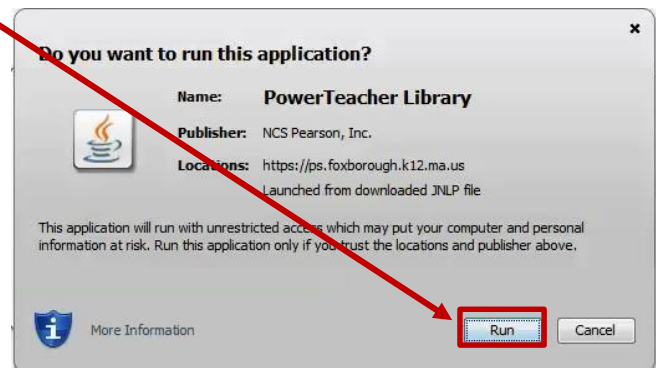 Do you want to run this application?
Name: PowerTeacher Library
Publisher: NCS Pearson, Inc.
Locations: https://ps.foxborough.k12.ma.us
Launched from downloaded JNLP file
This application will run with unrestricted access which may put your computer and personal
information at risk. Run this application only if you trust the locations and publisher above.
More Information
Run
Cancel